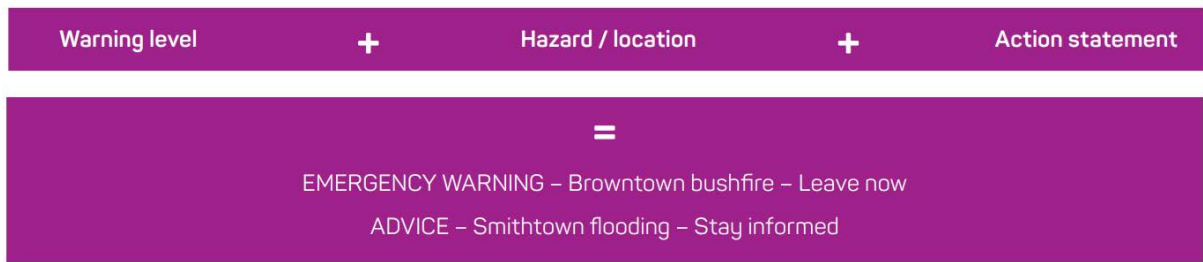 Warning level + Hazard / location + Action statement
=
EMERGENCY WARNING – Browntown bushfire – Leave now
ADVICE – Smithtown flooding – Stay informed